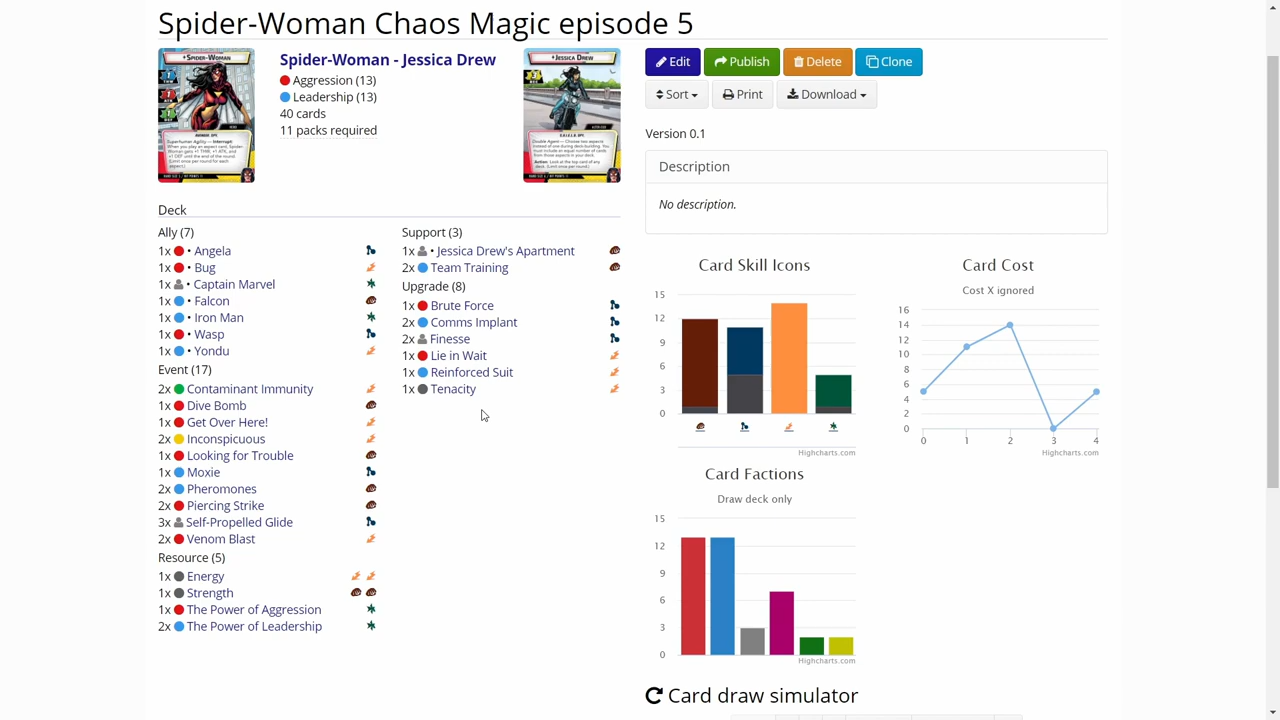 Spider-Woman Chaos Magic episode 5
Spider-Woman
Spider-Woman - Jessica Drew
Aggression (13)
Leadership (13)
40 cards
11 packs required
Jessica Drew
Edit
Publish
Delete
Clone
Sort
Print
Download
Version 0.1
Description
No description.
Deck
Ally (7)
1x • Angela
1x • Bug
1x • Captain Marvel
1x • Falcon
1x • Iron Man
1x • Wasp
1x • Yondu
Event (17)
2x Contaminant Immunity
1x Dive Bomb
1x Get Over Here!
2x Inconspicuous
1x Looking for Trouble
1x Moxie
2x Pheromones
2x Piercing Strike
3x Self-Propelled Glide
2x Venom Blast
Resource (5)
1x Energy
1x Strength
1x The Power of Aggression
2x The Power of Leadership
Support (3)
1x • Jessica Drew's Apartment
2x Team Training
Upgrade (8)
1x Brute Force
2x Comms Implant
2x Finesse
1x Lie in Wait
1x Reinforced Suit
1x Tenacity
Card Skill Icons
15
12
9
6
3
0
Highcharts.com
Card Cost
Cost X ignored
16
14
12
10
8
6
4
2
0
0 1 2 3 4
Highcharts.com
Card Factions
Draw deck only
15
12
9
6
3
0
Highcharts.com
Card draw simulator